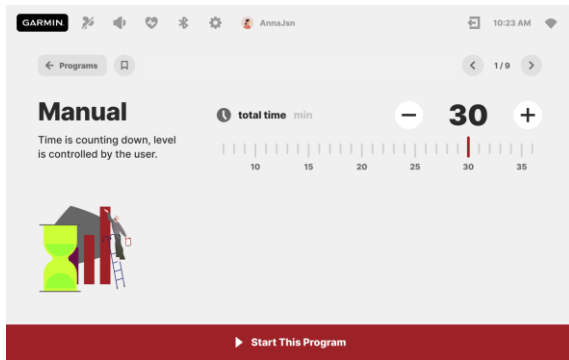 GARMIN.
AnnaJsn
10:23 AM
← Programs
1/9
Manual
Time is counting down, level
is controlled by the user.
total time min
30
10 15 20 25 30 35
Start This Program